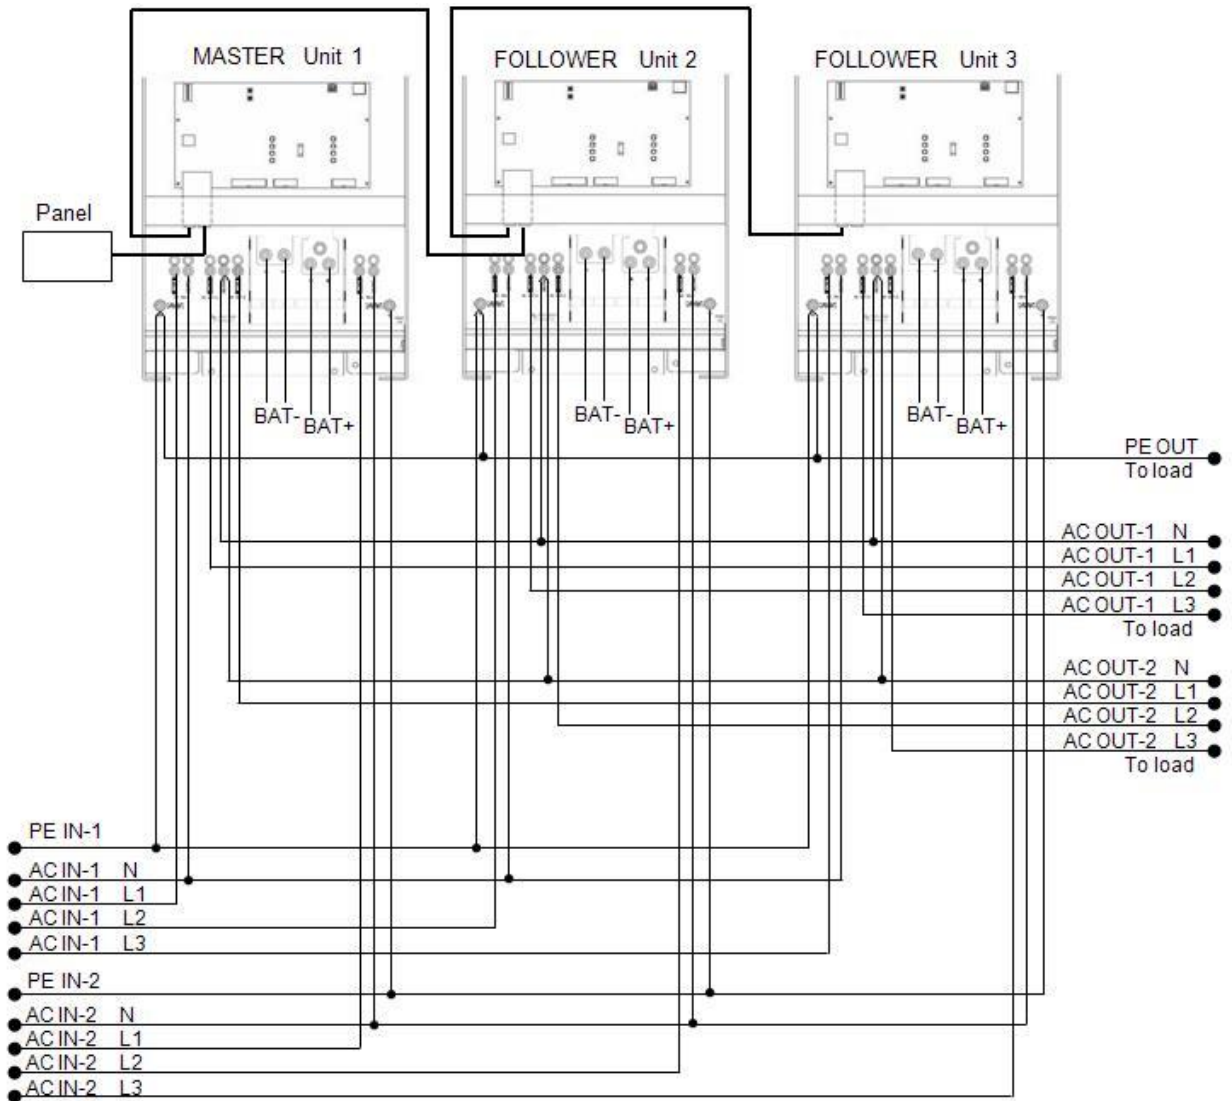 MASTER Unit 1
FOLLOWER Unit 2
FOLLOWER Unit 3
Panel
BAT-
BAT+
BAT-
BAT+
BAT-
BAT+
PE OUT
To load
AC OUT-1 N
AC OUT-1 L1
AC OUT-1 L2
AC OUT-1 L3
To load
AC OUT-2 N
AC OUT-2 L1
AC OUT-2 L2
AC OUT-2 L3
To load
PE IN-1
AC IN-1 N
AC IN-1 L1
AC IN-1 L2
AC IN-1 L3
PE IN-2
AC IN-2 N
AC IN-2 L1
AC IN-2 L2
AC IN-2 L3